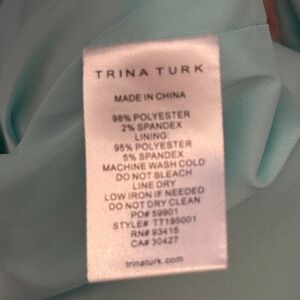 TRINA TURK
MADE IN CHINA
98% POLYESTER
2% SPANDEX
LINING:
95% POLYESTER
5% SPANDEX
MACHINE WASH COLD
DO NOT BLEACH
LINE DRY
LOW IRON IF NEEDED
DO NOT DRY CLEAN
PO# 59901
STYLE# TT195001
RN# 93415
CA# 30427
trinaturk.com